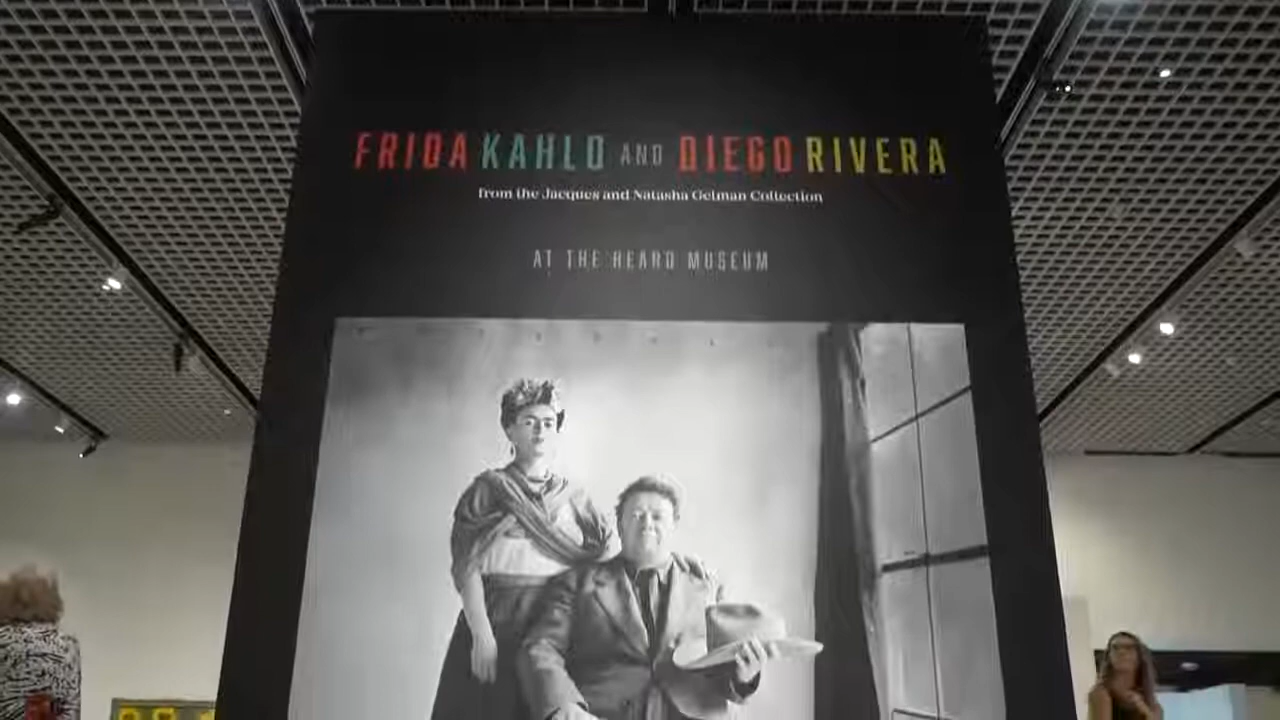 FRIDA KAHLO AND DIEGO RIVERA
from the Jacques and Natasha Gelman Collection
AT THE HEARD MUSEUM